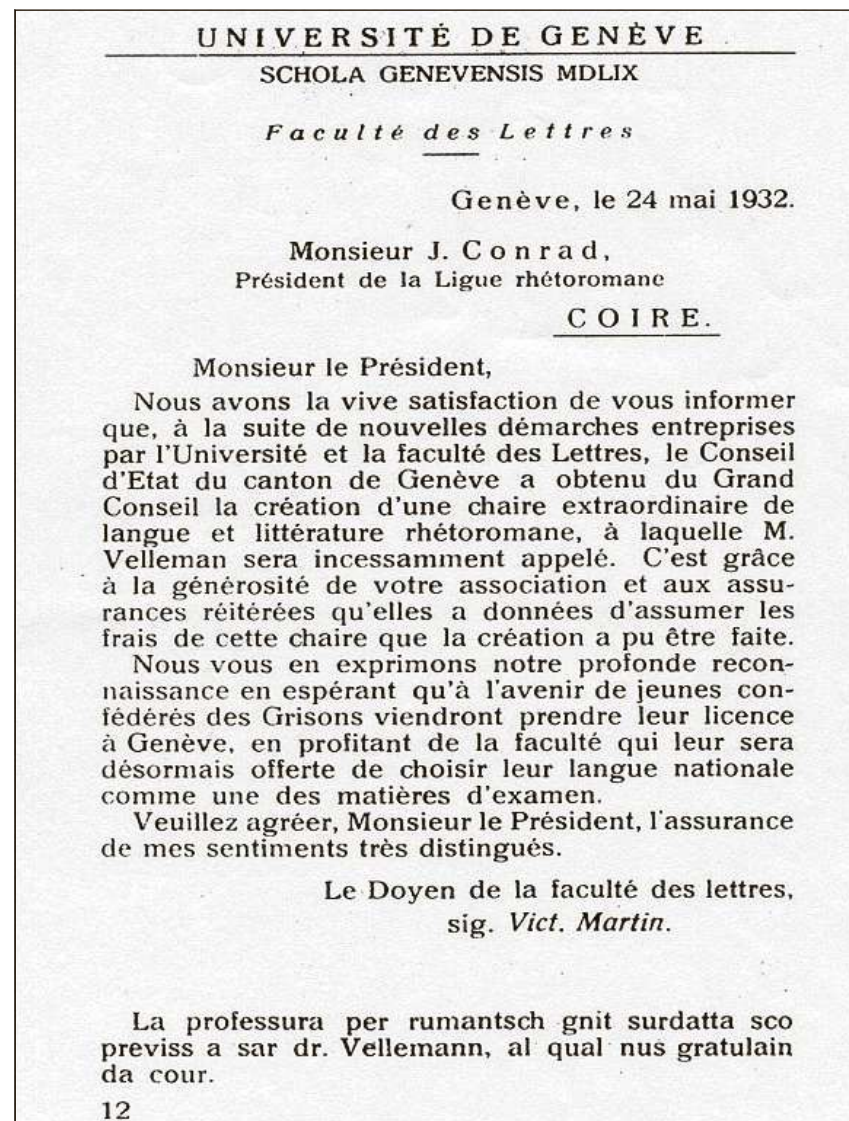 UNIVERSITÉ DE GENÈVE
SCHOLA GENEVENSIS MDLIX
Faculté des Lettres
Genève, le 24 mai 1932.
Monsieur J. Conrad,
Président de la Ligue rhétoromane
COIRE.
Monsieur le Président,
Nous avons la vive satisfaction de vous informer
que, à la suite de nouvelles démarches entreprises
par l'Université et la faculté des Lettres, le Conseil
d'Etat du canton de Genève a obtenu du Grand
Conseil la création d'une chaire extraordinaire de
langue et littérature rhétoromane, à laquelle M.
Velleman sera incessamment appelé. C'est grâce
à la générosité de votre association et aux assu-
rances réitérées qu'elles a données d'assumer les
frais de cette chaire que la création a pu être faite.
Nous vous en exprimons notre profonde recon-
naissance en espérant qu'à l'avenir de jeunes con-
fédérés des Grisons viendront prendre leur licence
à Genève, en profitant de la faculté qui leur sera
désormais offerte de choisir leur langue nationale
comme une des matières d'examen.
Veuillez agréer, Monsieur le Président, l'assurance
de mes sentiments très distingués.
Le Doyen de la faculté des lettres,
sig. Vict. Martin.
La professura per rumantsch gnit surdatta sco
previss a sar dr. Vellemann, al qual nus gratulain
da cour.
12